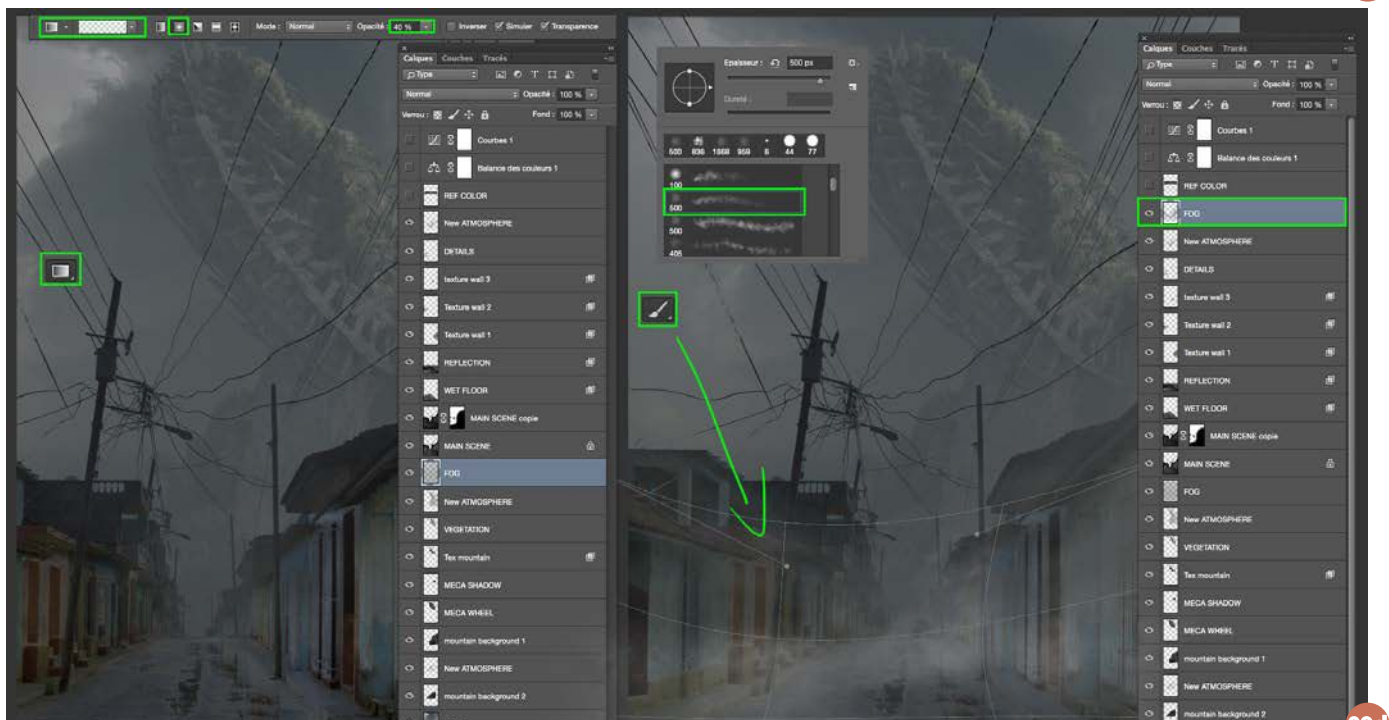 Mode : Normal Opacité : 40 % Inverser Simuler Transparence
Calques Couches Tracés
Type
Normal Opacité : 100 %
Verrou : Fond : 100 %
Courbes 1
Balance des couleurs 1
REF COLOR
New ATMOSPHERE
DETAILS
texture wall 3
Texture wall 2
Texture wall 1
REFLECTION
WET FLOOR
MAIN SCENE copie
MAIN SCENE
FOG
New ATMOSPHERE
VEGETATION
Tex mountain
MECA SHADOW
MECA WHEEL
mountain background 1
New ATMOSPHERE
mountain background 2
Epaisseur : 500 px
Dureté :
500 836 1668 959 8 44 77
100
500
500
406
Calques Couches Tracés
Type
Normal Opacité : 100 %
Verrou : Fond : 100 %
Courbes 1
Balance des couleurs 1
REF COLOR
FOG
New ATMOSPHERE
DETAILS
texture wall 3
Texture wall 2
Texture wall 1
REFLECTION
WET FLOOR
MAIN SCENE copie
MAIN SCENE
FOG
New ATMOSPHERE
VEGETATION
Tex mountain
MECA SHADOW
MECA WHEEL
mountain background 1
New ATMOSPHERE
mountain background 2